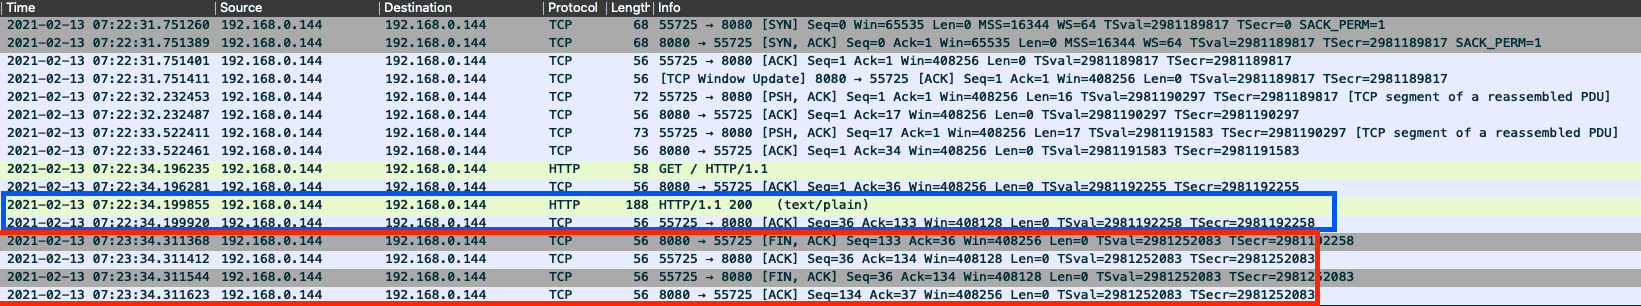 Time Source Destination Protocol Length Info
2021-02-13 07:22:31.751260 192.168.0.144 192.168.0.144 TCP 68 55725 → 8080 [SYN] Seq=0 Win=65535 Len=0 MSS=16344 WS=64 TSval=2981189817 TSecr=0 SACK_PERM=1
2021-02-13 07:22:31.751389 192.168.0.144 192.168.0.144 TCP 68 8080 → 55725 [SYN, ACK] Seq=0 Ack=1 Win=65535 Len=0 MSS=16344 WS=64 TSval=2981189817 TSecr=2981189817 SACK_PERM=1
2021-02-13 07:22:31.751401 192.168.0.144 192.168.0.144 TCP 56 55725 → 8080 [ACK] Seq=1 Ack=1 Win=408256 Len=0 TSval=2981189817 TSecr=2981189817
2021-02-13 07:22:31.751411 192.168.0.144 192.168.0.144 TCP 56 [TCP Window Update] 8080 → 55725 [ACK] Seq=1 Ack=1 Win=408256 Len=0 TSval=2981189817 TSecr=2981189817
2021-02-13 07:22:32.232453 192.168.0.144 192.168.0.144 TCP 72 55725 → 8080 [PSH, ACK] Seq=1 Ack=1 Win=408256 Len=16 TSval=2981190297 TSecr=2981189817 [TCP segment of a reassembled PDU]
2021-02-13 07:22:32.232487 192.168.0.144 192.168.0.144 TCP 56 8080 → 55725 [ACK] Seq=1 Ack=17 Win=408256 Len=0 TSval=2981190297 TSecr=2981190297
2021-02-13 07:22:33.522411 192.168.0.144 192.168.0.144 TCP 73 55725 → 8080 [PSH, ACK] Seq=17 Ack=1 Win=408256 Len=17 TSval=2981191583 TSecr=2981190297 [TCP segment of a reassembled PDU]
2021-02-13 07:22:33.522461 192.168.0.144 192.168.0.144 TCP 56 8080 → 55725 [ACK] Seq=1 Ack=34 Win=408256 Len=0 TSval=2981191583 TSecr=2981191583
2021-02-13 07:22:34.196235 192.168.0.144 192.168.0.144 HTTP 58 GET / HTTP/1.1
2021-02-13 07:22:34.196281 192.168.0.144 192.168.0.144 TCP 56 8080 → 55725 [ACK] Seq=1 Ack=36 Win=408256 Len=0 TSval=2981192255 TSecr=2981192255
2021-02-13 07:22:34.199855 192.168.0.144 192.168.0.144 HTTP 188 HTTP/1.1 200 (text/plain)
2021-02-13 07:22:34.199920 192.168.0.144 192.168.0.144 TCP 56 55725 → 8080 [ACK] Seq=36 Ack=133 Win=408128 Len=0 TSval=2981192258 TSecr=2981192258
2021-02-13 07:23:34.311368 192.168.0.144 192.168.0.144 TCP 56 8080 → 55725 [FIN, ACK] Seq=133 Ack=36 Win=408256 Len=0 TSval=2981252083 TSecr=2981192258
2021-02-13 07:23:34.311412 192.168.0.144 192.168.0.144 TCP 56 55725 → 8080 [ACK] Seq=36 Ack=134 Win=408128 Len=0 TSval=2981252083 TSecr=2981252083
2021-02-13 07:23:34.311544 192.168.0.144 192.168.0.144 TCP 56 55725 → 8080 [FIN, ACK] Seq=36 Ack=134 Win=408128 Len=0 TSval=2981252083 TSecr=2981252083
2021-02-13 07:23:34.311623 192.168.0.144 192.168.0.144 TCP 56 8080 → 55725 [ACK] Seq=134 Ack=37 Win=408256 Len=0 TSval=2981252083 TSecr=2981252083